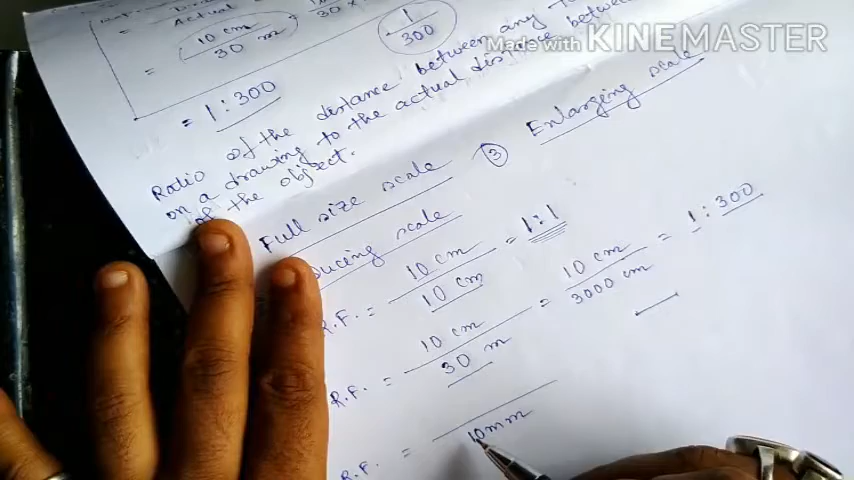 = Actual
= 10 cm / 30 m
1 / 300
= 1 : 300
Made with KINEMASTER
Ratio of the distance between any
on a drawing to the actual distance between
of the object.
Full size scale ③ Enlarging scale
ducing scale
R.F. = 10 cm / 10 cm = 1:1
R.F. = 10 cm / 30 m = 10 cm / 3000 cm = 1 : 300
R.F. = / 10mm